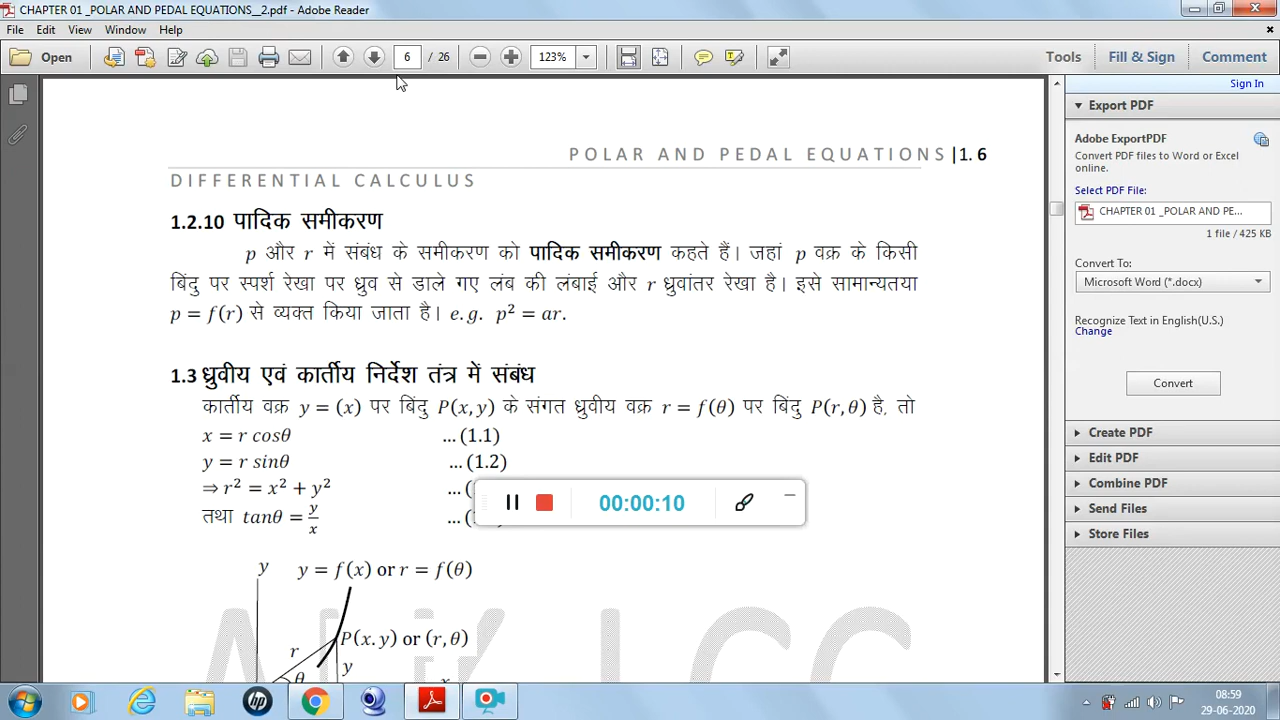 CHAPTER 01 _POLAR AND PEDAL EQUATIONS__2.pdf - Adobe Reader
File Edit View Window Help
Open 6 / 26 123% Tools Fill & Sign Comment
Sign In
POLAR AND PEDAL EQUATIONS |1.6
DIFFERENTIAL CALCULUS
1.2.10 पादिक समीकरण
p और r में संबंध के समीकरण को पादिक समीकरण कहते हैं। जहां p वक्र के किसी
बिंदु पर स्पर्श रेखा पर ध्रुव से डाले गए लंब की लंबाई और r ध्रुवांतर रेखा है। इसे सामान्यतया
p = f(r) से व्यक्त किया जाता है। e.g. p² = ar.
1.3 ध्रुवीय एवं कार्तीय निर्देश तंत्र में संबंध
कार्तीय वक्र y = (x) पर बिंदु P(x, y) के संगत ध्रुवीय वक्र r = f(θ) पर बिंदु P(r, θ) है, तो
x = r cosθ ... (1.1)
y = r sinθ ... (1.2)
⇒ r² = x² + y² ... (
तथा tanθ = y/x ... (
00:00:10
y y = f(x) or r = f(θ)
P(x.y) or (r, θ)
r
y
θ
x
Export PDF
Adobe ExportPDF
Convert PDF files to Word or Excel
online.
Select PDF File:
CHAPTER 01 _POLAR AND PE...
1 file / 425 KB
Convert To:
Microsoft Word (*.docx)
Recognize Text in English(U.S.)
Change
Convert
Create PDF
Edit PDF
Combine PDF
Send Files
Store Files
08:59
29-06-2020